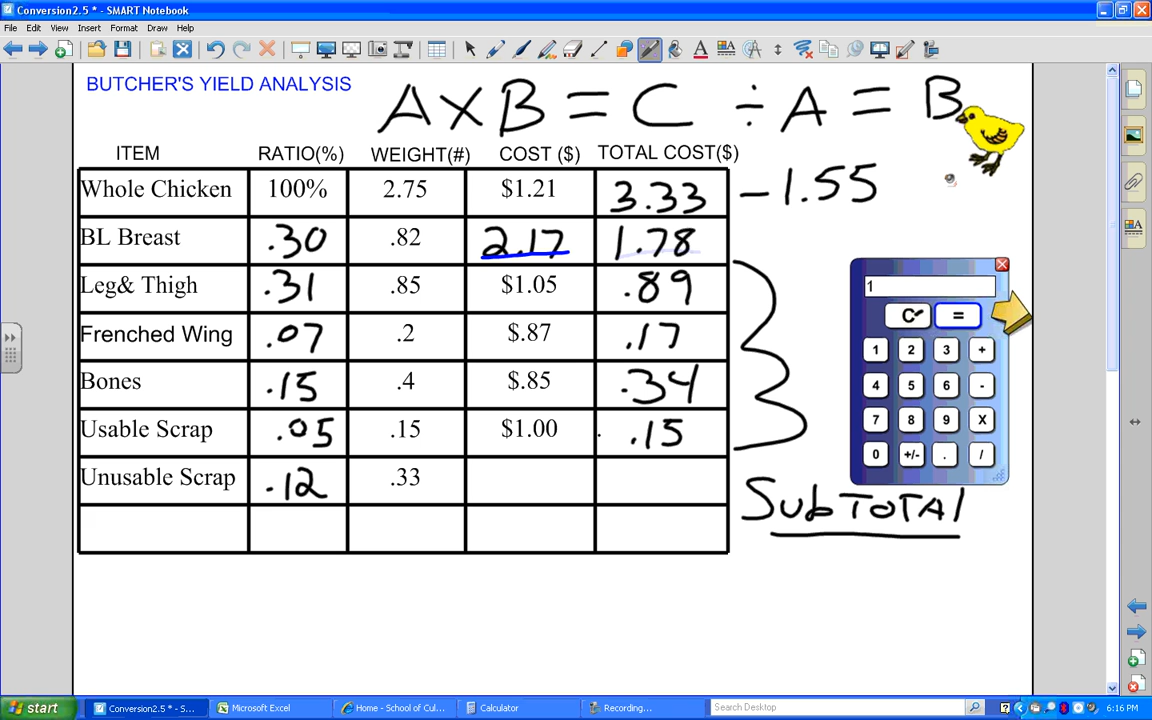 Conversion2.5 * - SMART Notebook
File Edit View Insert Format Draw Help
BUTCHER'S YIELD ANALYSIS
A X B = C ÷ A = B
ITEM RATIO(%) WEIGHT(#) COST ($) TOTAL COST($)
Whole Chicken 100% 2.75 $1.21 3.33 - 1.55
BL Breast .30 .82 2.17 1.78
Leg& Thigh .31 .85 $1.05 .89
Frenched Wing .07 .2 $.87 .17
Bones .15 .4 $.85 .34
Usable Scrap .05 .15 $1.00 .15
Unusable Scrap .12 .33
SubTOTAL
1
C =
1 2 3 +
4 5 6 -
7 8 9 X
0 +/- . /
start Conversion2.5 * - S... Microsoft Excel Home - School of Cul... Calculator Recording... Search Desktop 6:16 PM